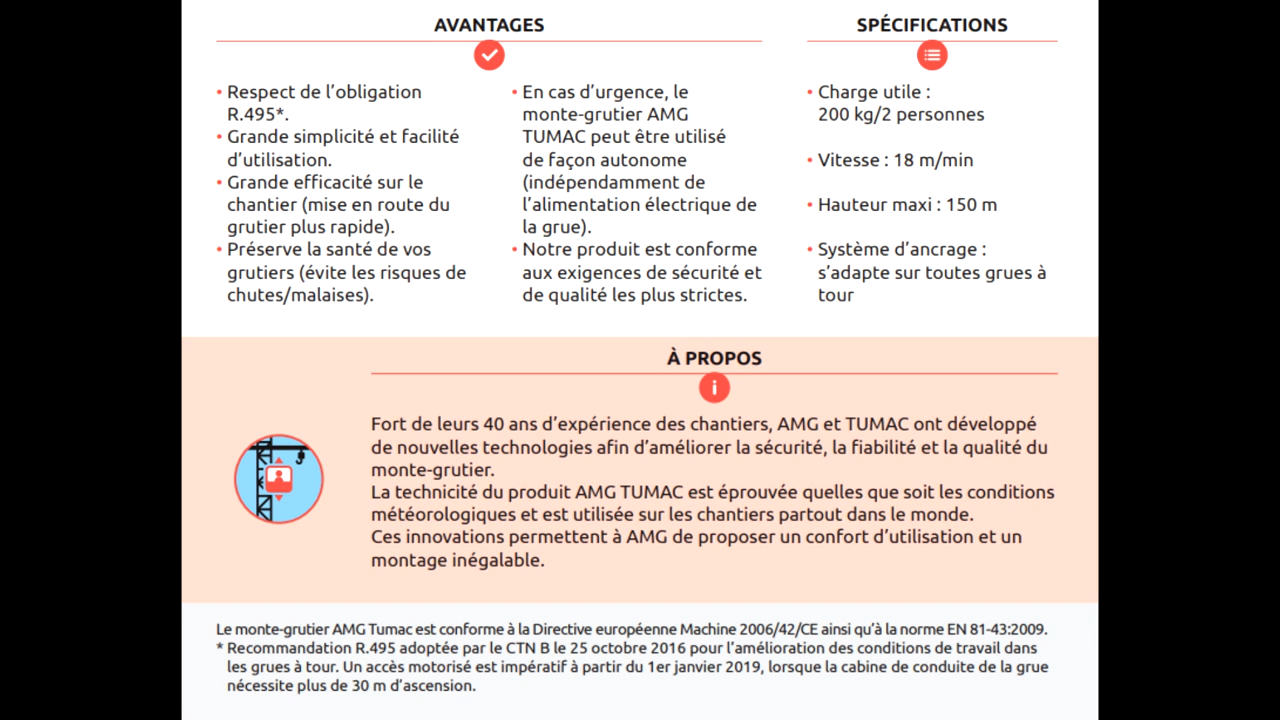 AVANTAGES
• Respect de l'obligation
R.495*.
• Grande simplicité et facilité
d'utilisation.
• Grande efficacité sur le
chantier (mise en route du
grutier plus rapide).
• Préserve la santé de vos
grutiers (évite les risques de
chutes/malaises).
• En cas d'urgence, le
monte-grutier AMG
TUMAC peut être utilisé
de façon autonome
(indépendamment de
l'alimentation électrique de
la grue).
• Notre produit est conforme
aux exigences de sécurité et
de qualité les plus strictes.
SPÉCIFICATIONS
• Charge utile :
200 kg/2 personnes
• Vitesse : 18 m/min
• Hauteur maxi : 150 m
• Système d'ancrage :
s'adapte sur toutes grues à
tour
À PROPOS
Fort de leurs 40 ans d'expérience des chantiers, AMG et TUMAC ont développé
de nouvelles technologies afin d'améliorer la sécurité, la fiabilité et la qualité du
monte-grutier.
La technicité du produit AMG TUMAC est éprouvée quelles que soit les conditions
météorologiques et est utilisée sur les chantiers partout dans le monde.
Ces innovations permettent à AMG de proposer un confort d'utilisation et un
montage inégalable.
Le monte-grutier AMG Tumac est conforme à la Directive européenne Machine 2006/42/CE ainsi qu'à la norme EN 81-43:2009.
* Recommandation R.495 adoptée par le CTN B le 25 octobre 2016 pour l'amélioration des conditions de travail dans
les grues à tour. Un accès motorisé est impératif à partir du 1er janvier 2019, lorsque la cabine de conduite de la grue
nécessite plus de 30 m d'ascension.